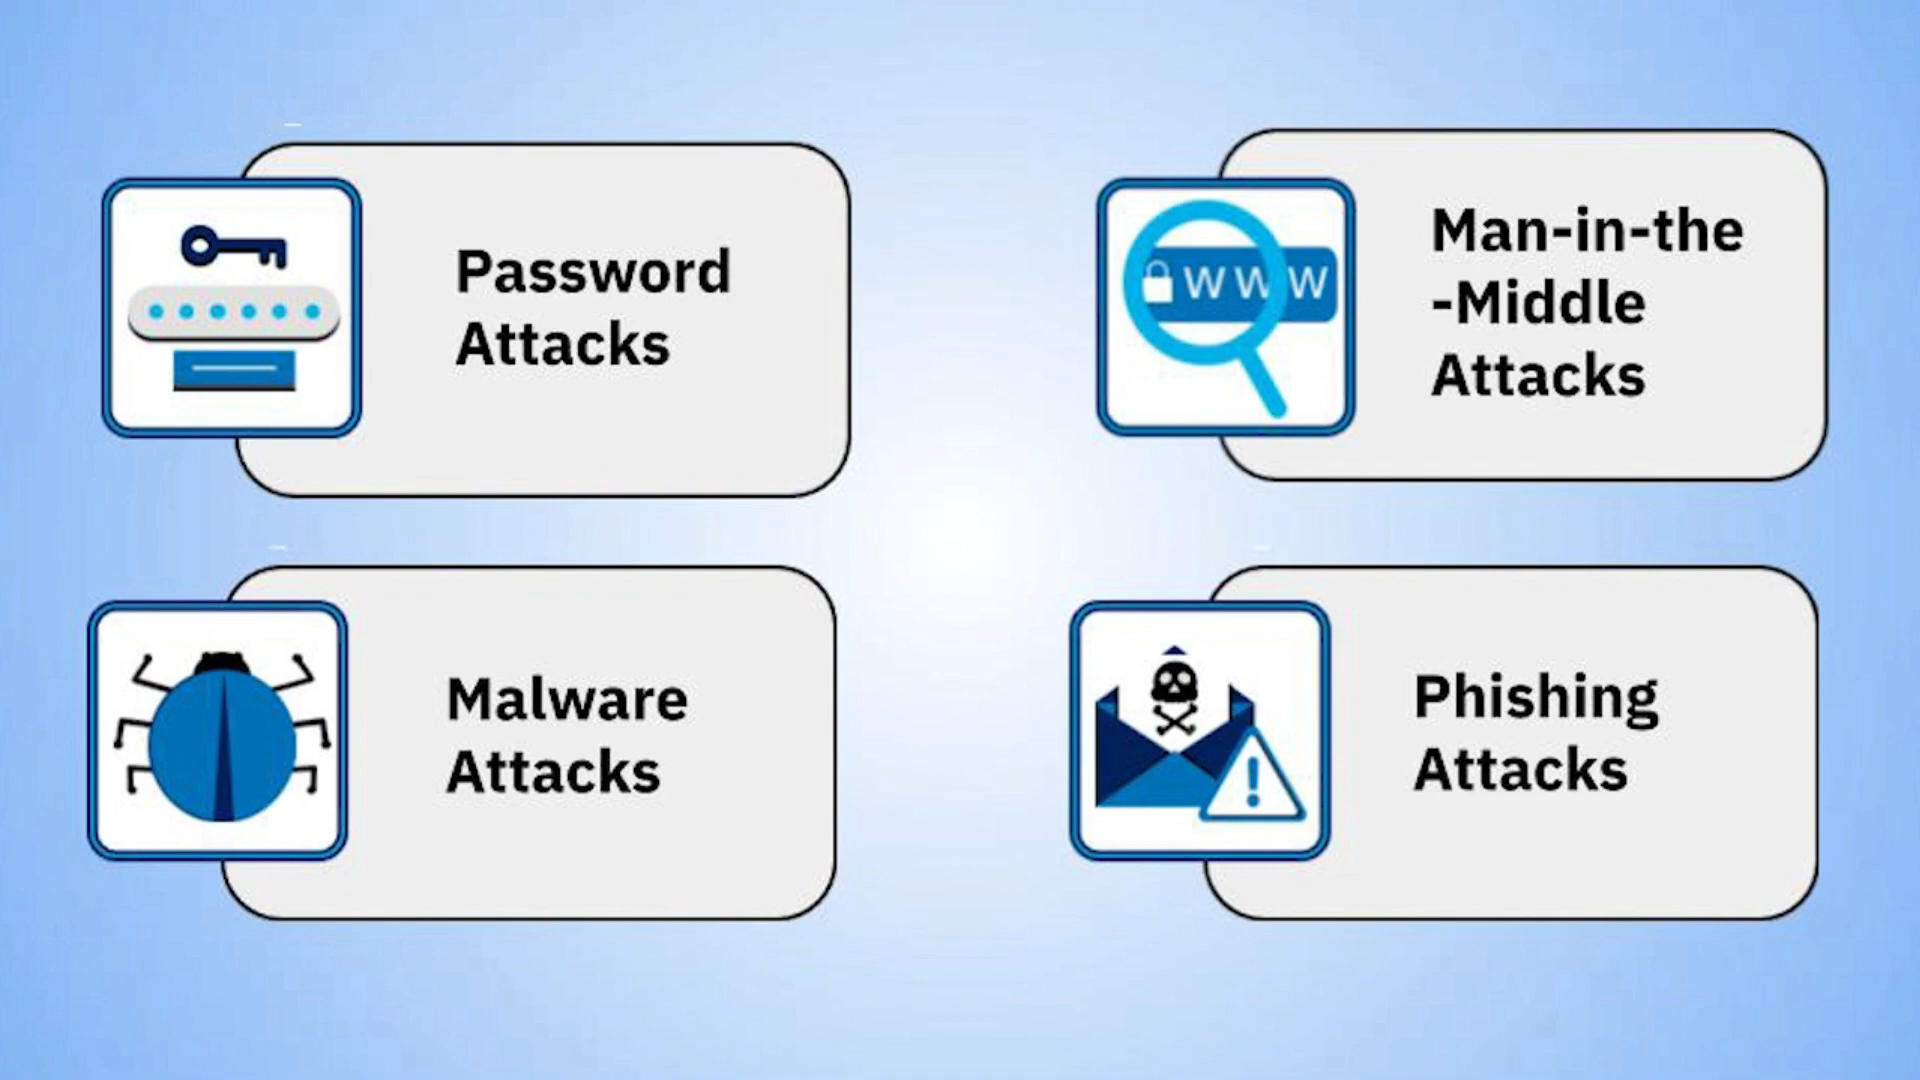 Password
Attacks
WWW
Man-in-the
-Middle
Attacks
Malware
Attacks
Phishing
Attacks